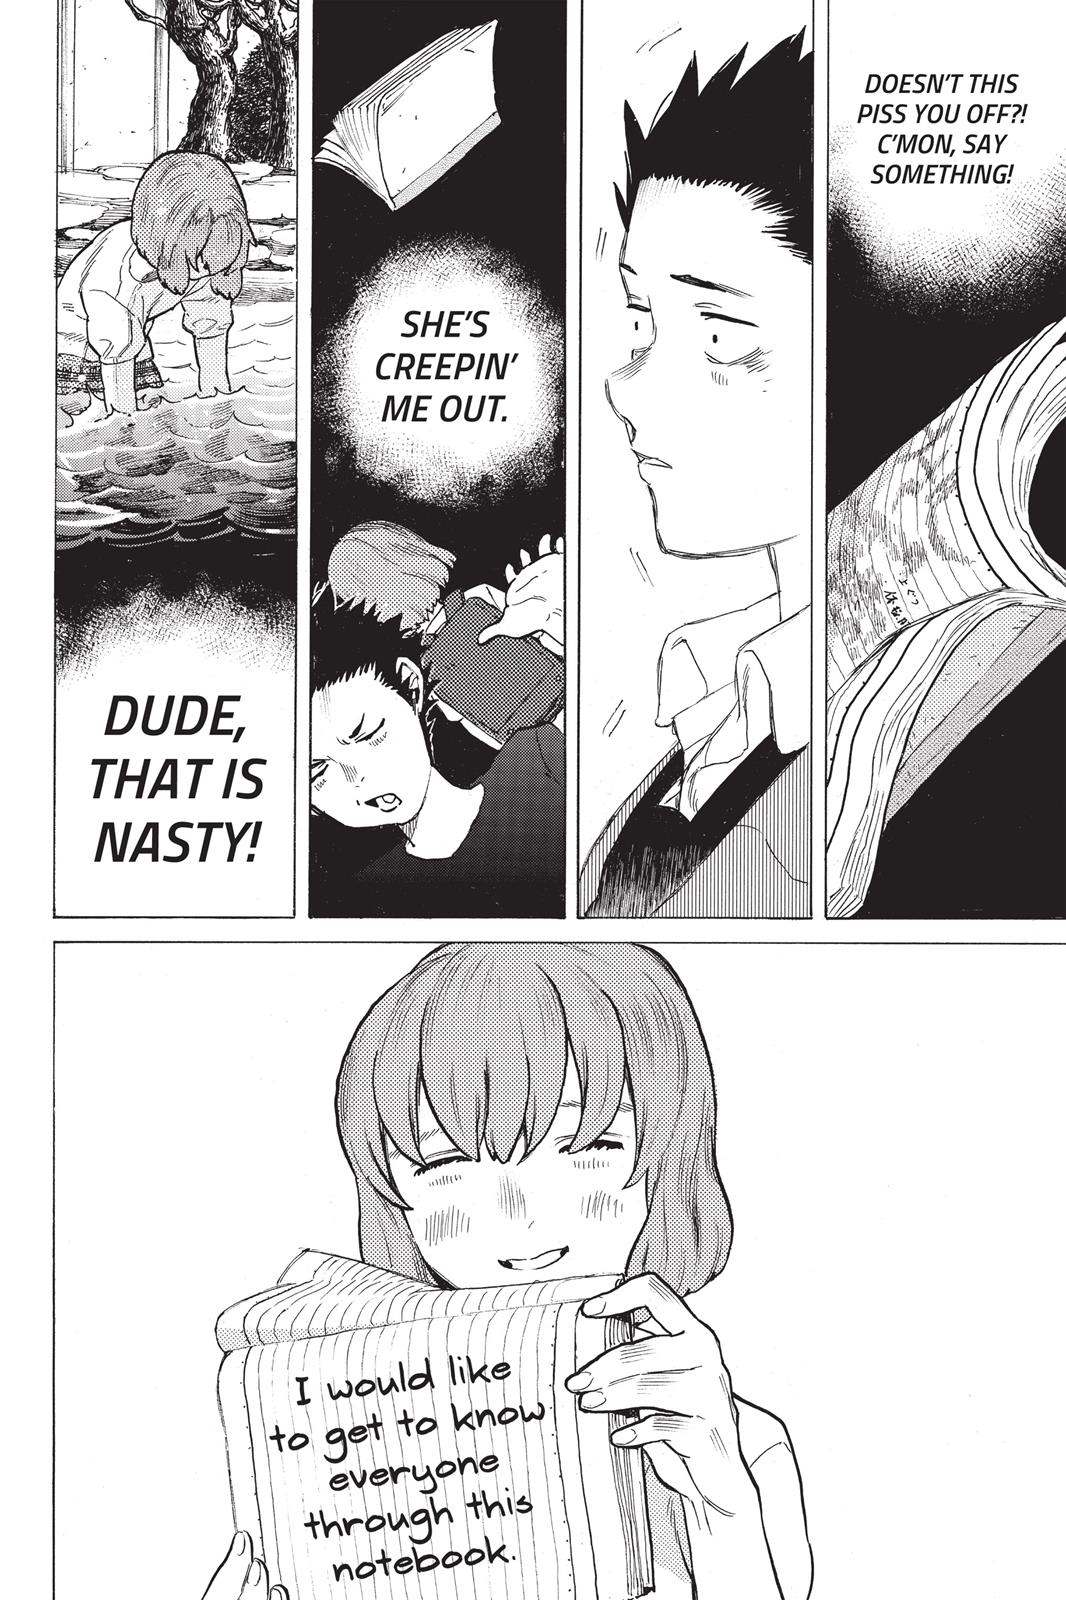 DOESN'T THIS
PISS YOU OFF?!
C'MON, SAY
SOMETHING!
SHE'S
CREEPIN'
ME OUT.
DUDE,
THAT IS
NASTY!
I would like
to get to know
everyone
through this
notebook.